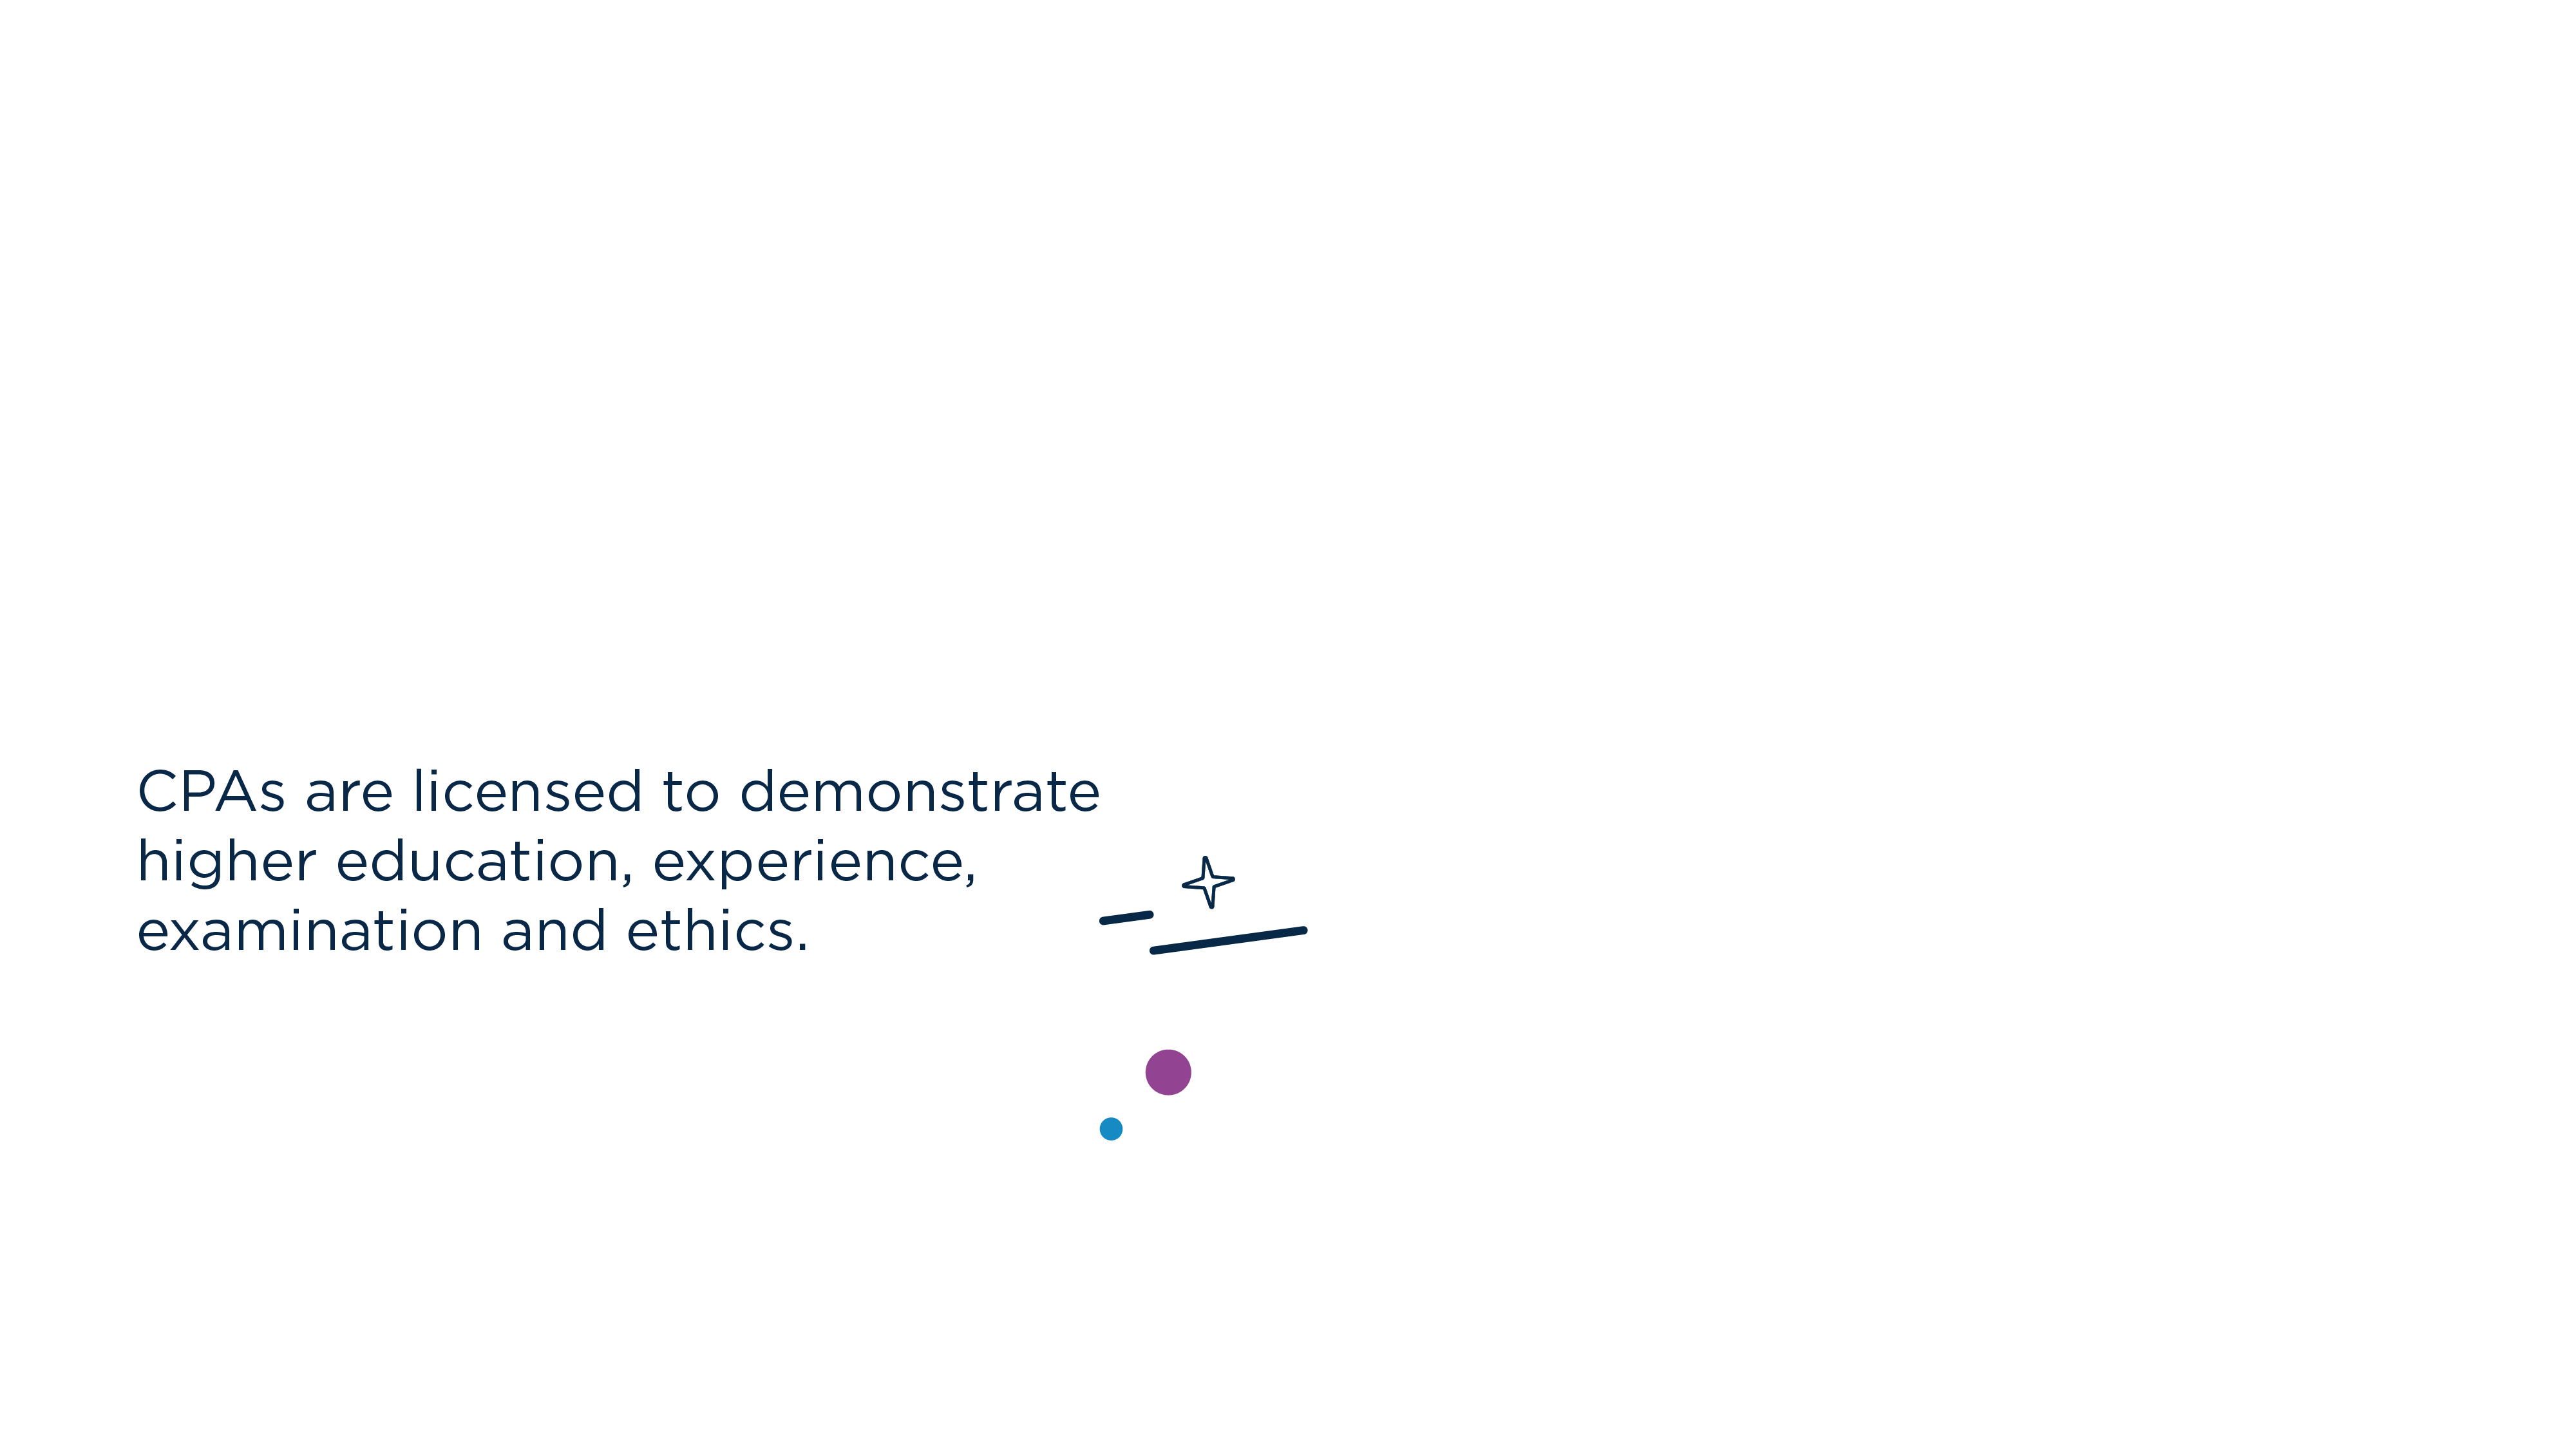 CPAs are licensed to demonstrate
higher education, experience,
examination and ethics.